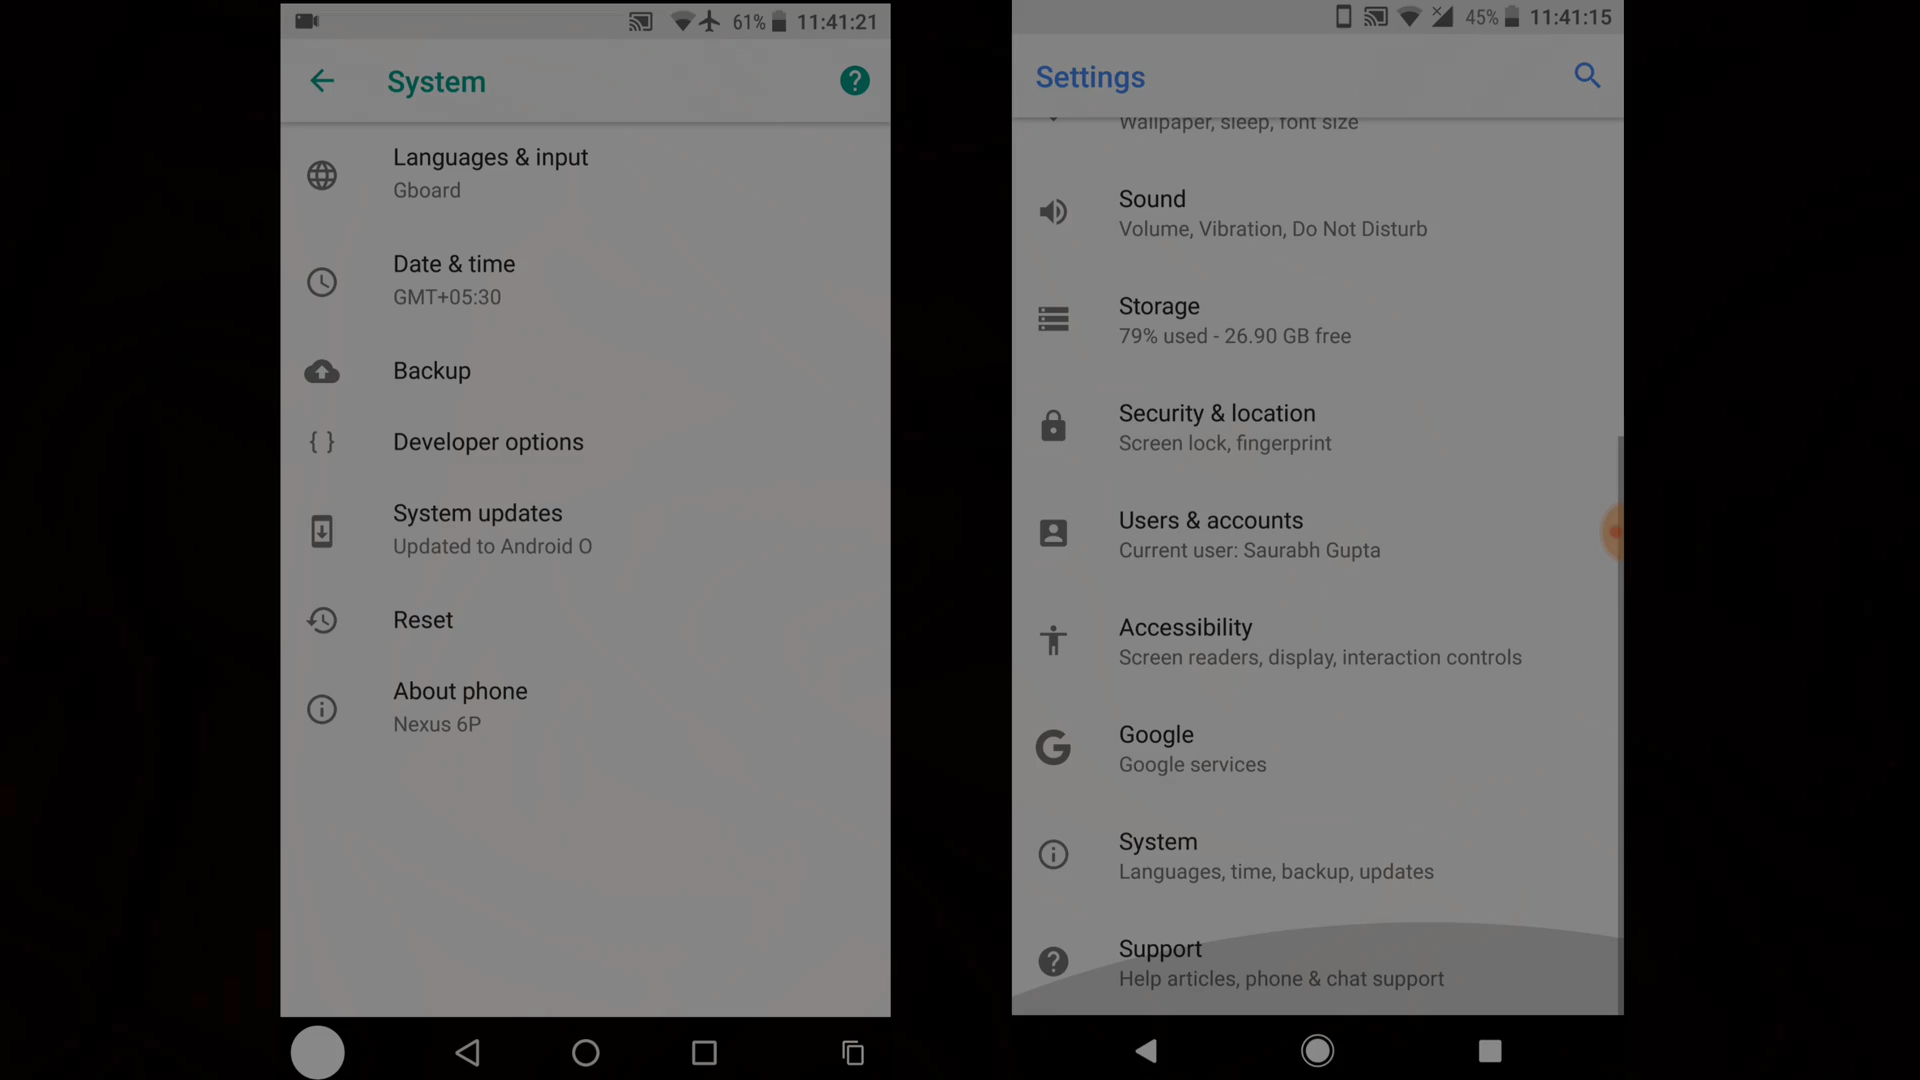 61% 11:41:21
System
Languages & input
Gboard
Date & time
GMT+05:30
Backup
Developer options
System updates
Updated to Android O
Reset
About phone
Nexus 6P
45% 11:41:15
Settings
Wallpaper, sleep, font size
Sound
Volume, Vibration, Do Not Disturb
Storage
79% used - 26.90 GB free
Security & location
Screen lock, fingerprint
Users & accounts
Current user: Saurabh Gupta
Accessibility
Screen readers, display, interaction controls
Google
Google services
System
Languages, time, backup, updates
Support
Help articles, phone & chat support